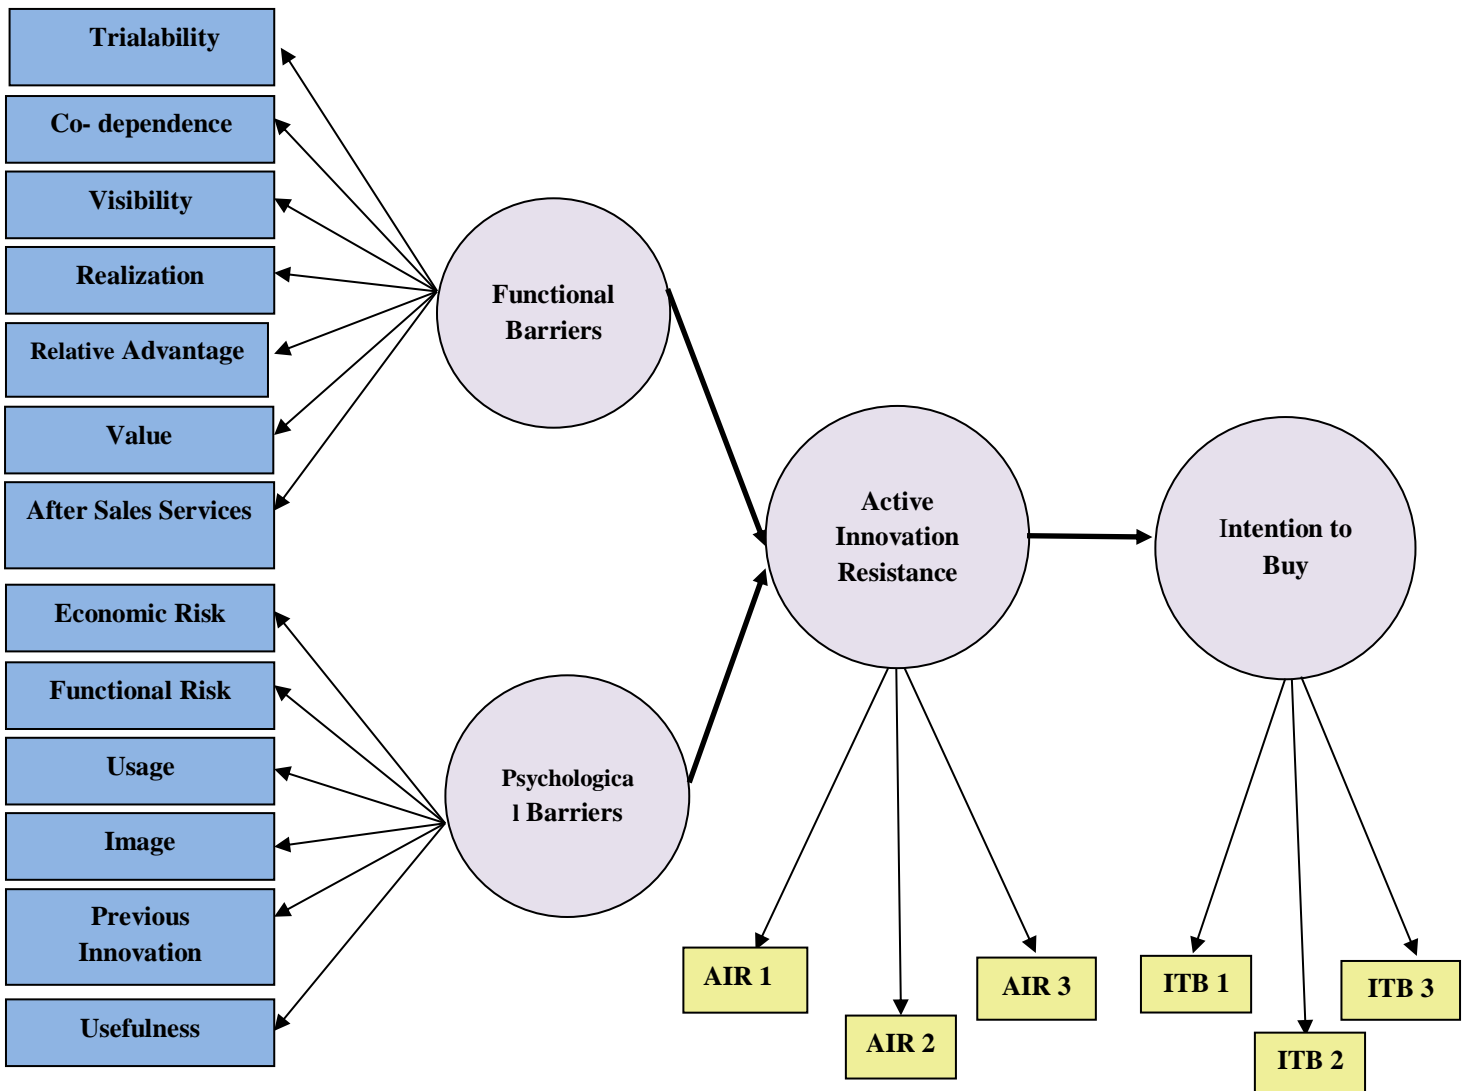 Trialability
Co- dependence
Visibility
Realization
Relative Advantage
Value
After Sales Services
Economic Risk
Functional Risk
Usage
Image
Previous
Innovation
Usefulness
Functional
Barriers
Psychologica
l Barriers
Active
Innovation
Resistance
Intention to
Buy
AIR 1
AIR 2
AIR 3
ITB 1
ITB 2
ITB 3